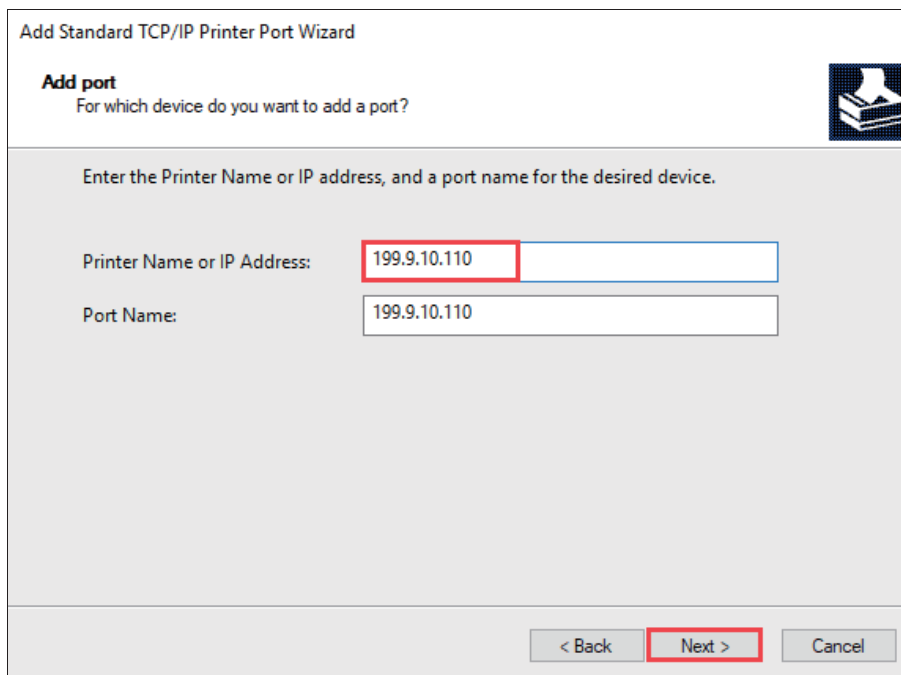 Add Standard TCP/IP Printer Port Wizard
Add port
For which device do you want to add a port?
Enter the Printer Name or IP address, and a port name for the desired device.
Printer Name or IP Address: 199.9.10.110
Port Name: 199.9.10.110
< Back Next > Cancel